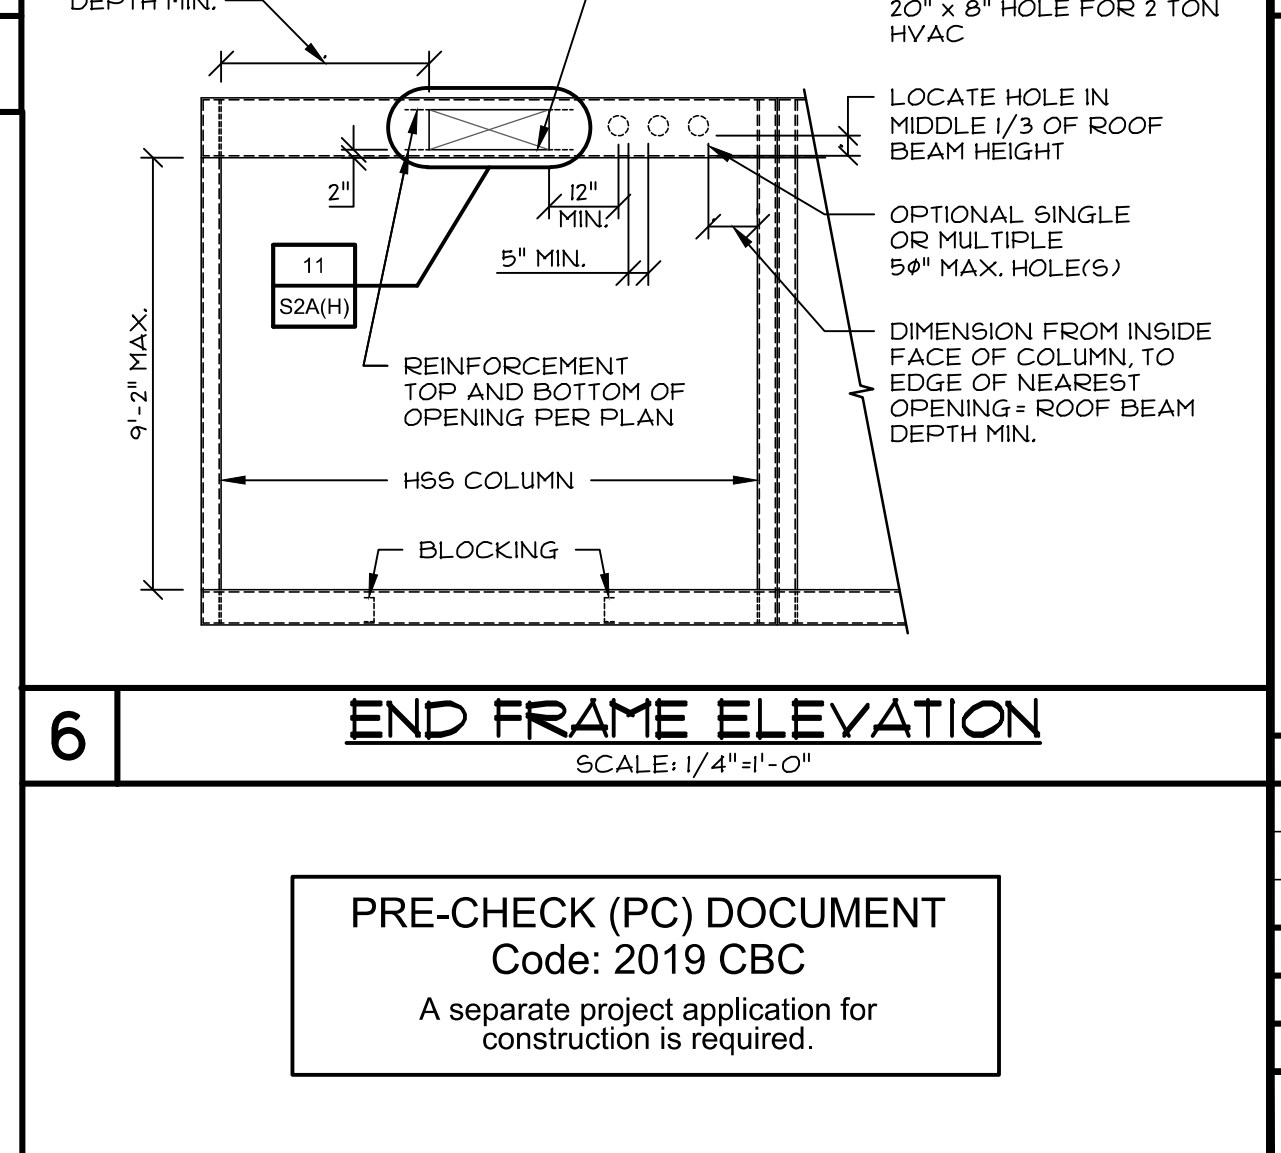 DEPTH MIN.
20" x 8" HOLE FOR 2 TON
HVAC
LOCATE HOLE IN
MIDDLE 1/3 OF ROOF
BEAM HEIGHT
2"
12"
MIN.
OPTIONAL SINGLE
OR MULTIPLE
5Φ" MAX. HOLE(S)
5" MIN.
11
S2A(H)
9'-2" MAX.
DIMENSION FROM INSIDE
FACE OF COLUMN, TO
EDGE OF NEAREST
OPENING = ROOF BEAM
DEPTH MIN.
REINFORCEMENT
TOP AND BOTTOM OF
OPENING PER PLAN
HSS COLUMN
BLOCKING
6
END FRAME ELEVATION
SCALE: 1/4"=1'-0"
PRE-CHECK (PC) DOCUMENT
Code: 2019 CBC
A separate project application for
construction is required.